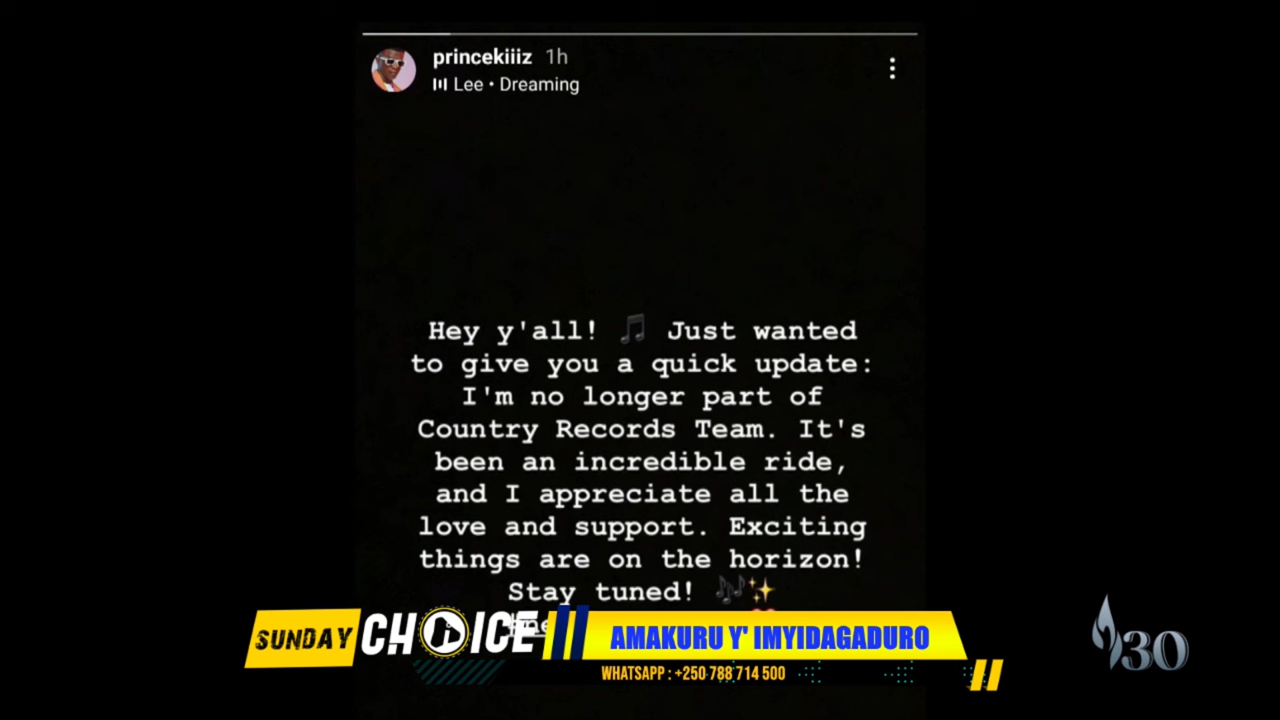 princekiiiz 1h
Lee • Dreaming
Hey y'all! 🎵 Just wanted
to give you a quick update:
I'm no longer part of
Country Records Team. It's
been an incredible ride,
and I appreciate all the
love and support. Exciting
things are on the horizon!
Stay tuned! 🎶✨
SUNDAY CHOICE
AMAKURU Y' IMYIDAGADURO
WHATSAPP : +250 788 714 500
30